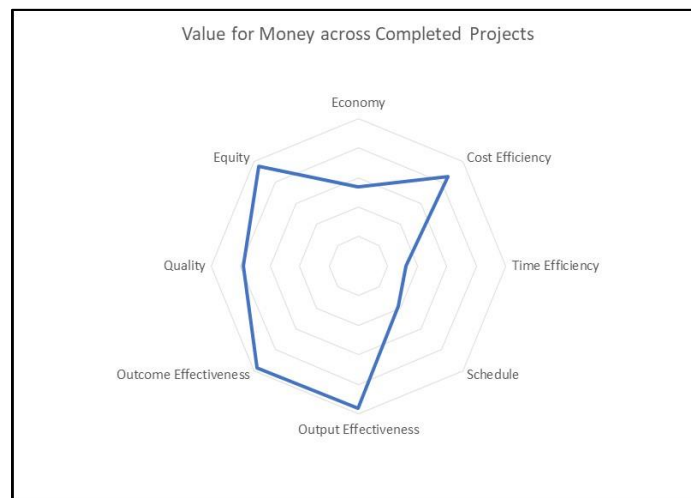 Value for Money across Completed Projects
Economy
Equity
Cost Efficiency
Quality
Time Efficiency
Outcome Effectiveness
Schedule
Output Effectiveness